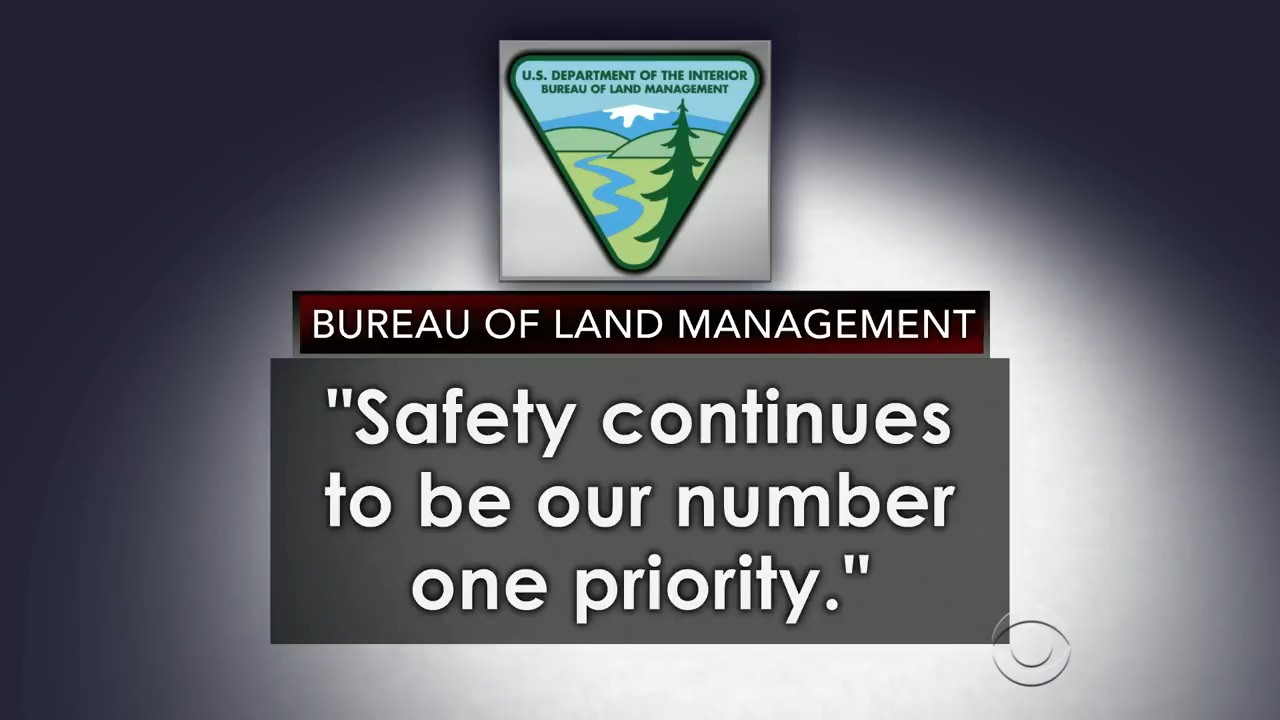 U.S. DEPARTMENT OF THE INTERIOR
BUREAU OF LAND MANAGEMENT
BUREAU OF LAND MANAGEMENT
"Safety continues
to be our number
one priority."